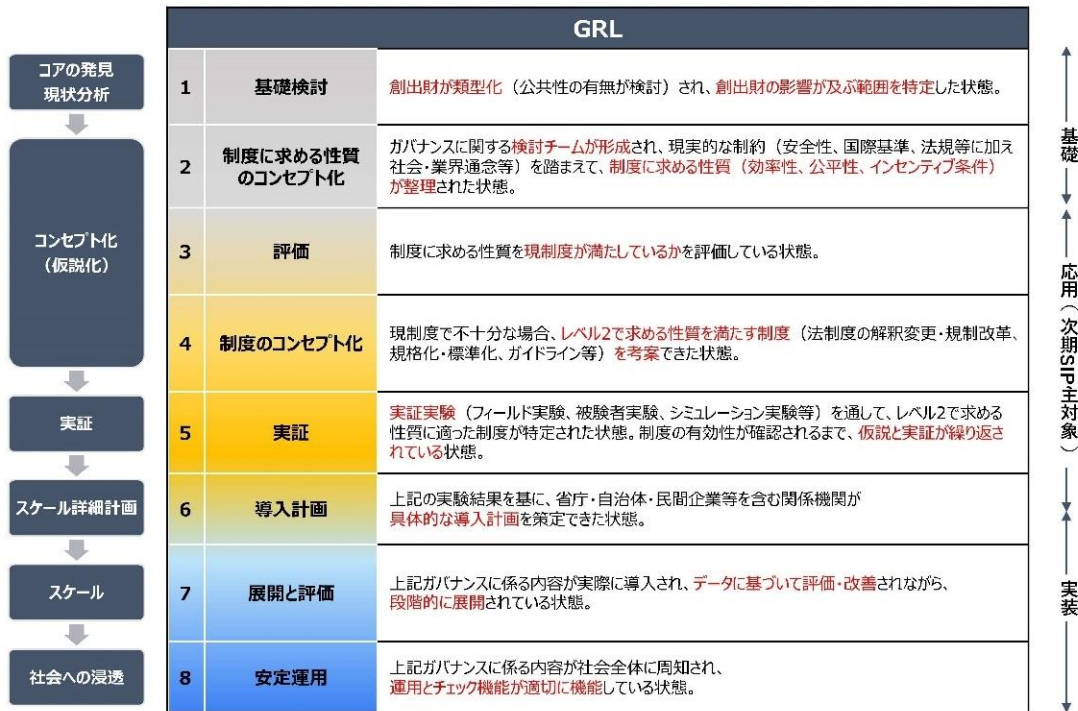 GRL
コアの発見
現状分析
コンセプト化
（仮説化）
実証
スケール詳細計画
スケール
社会への浸透
1
基礎検討
創出財が類型化（公共性の有無が検討）され、創出財の影響が及ぶ範囲を特定した状態。
2
制度に求める性質
のコンセプト化
ガバナンスに関する検討チームが形成され、現実的な制約（安全性、国際基準、法規等に加え
社会・業界通念等）を踏まえて、制度に求める性質（効率性、公平性、インセンティブ条件）
が整理された状態。
3
評価
制度に求める性質を現制度が満たしているかを評価している状態。
4
制度のコンセプト化
現制度で不十分な場合、レベル2で求める性質を満たす制度（法制度の解釈変更・規制改革、
規格化・標準化、ガイドライン等）を考案できた状態。
5
実証
実証実験（フィールド実験、被験者実験、シミュレーション実験等）を通して、レベル2で求める
性質に適った制度が特定された状態。制度の有効性が確認されるまで、仮説と実証が繰り返さ
れている状態。
6
導入計画
上記の実験結果を基に、省庁・自治体・民間企業等を含む関係機関が
具体的な導入計画を策定できた状態。
7
展開と評価
上記ガバナンスに係る内容が実際に導入され、データに基づいて評価・改善されながら、
段階的に展開されている状態。
8
安定運用
上記ガバナンスに係る内容が社会全体に周知され、
運用とチェック機能が適切に機能している状態。
基礎
応用（次期SIP主対象）
実装